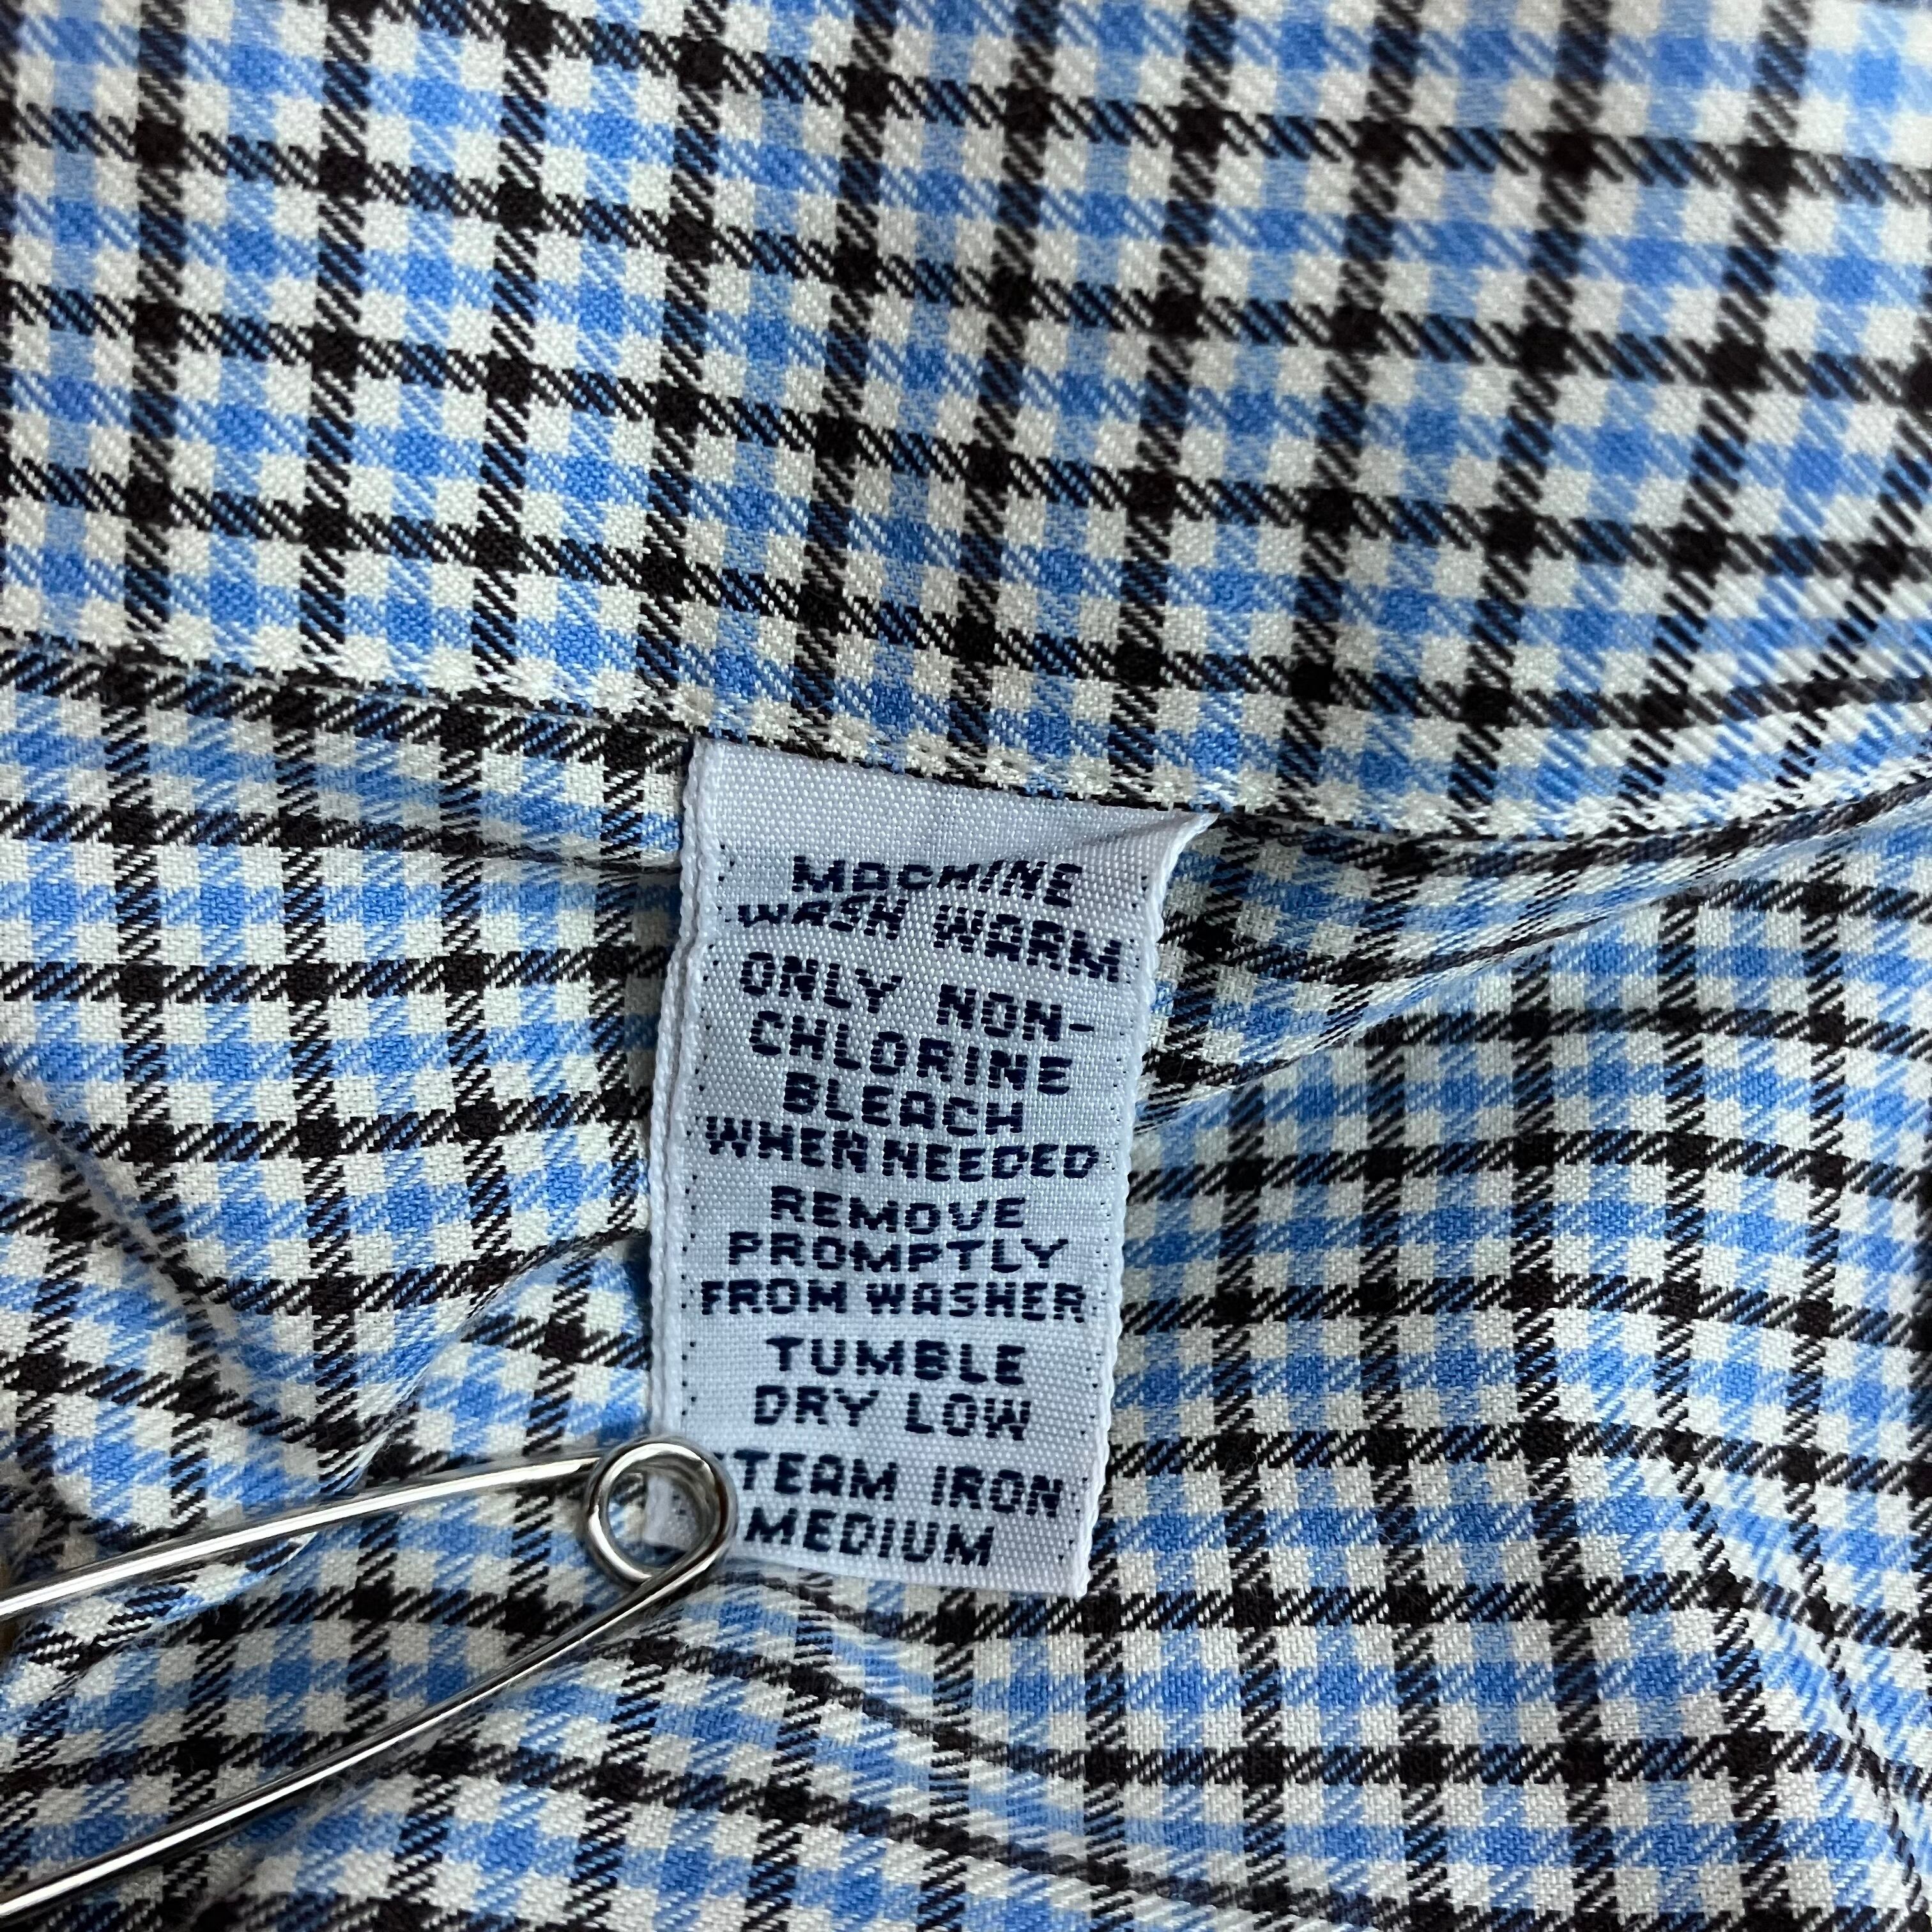 MACHINE
WASH WARM
ONLY NON-
CHLORINE
BLEACH
WHEN NEEDED
REMOVE
PROMPTLY
FROM WASHER
TUMBLE
DRY LOW
TEAM IRON
MEDIUM